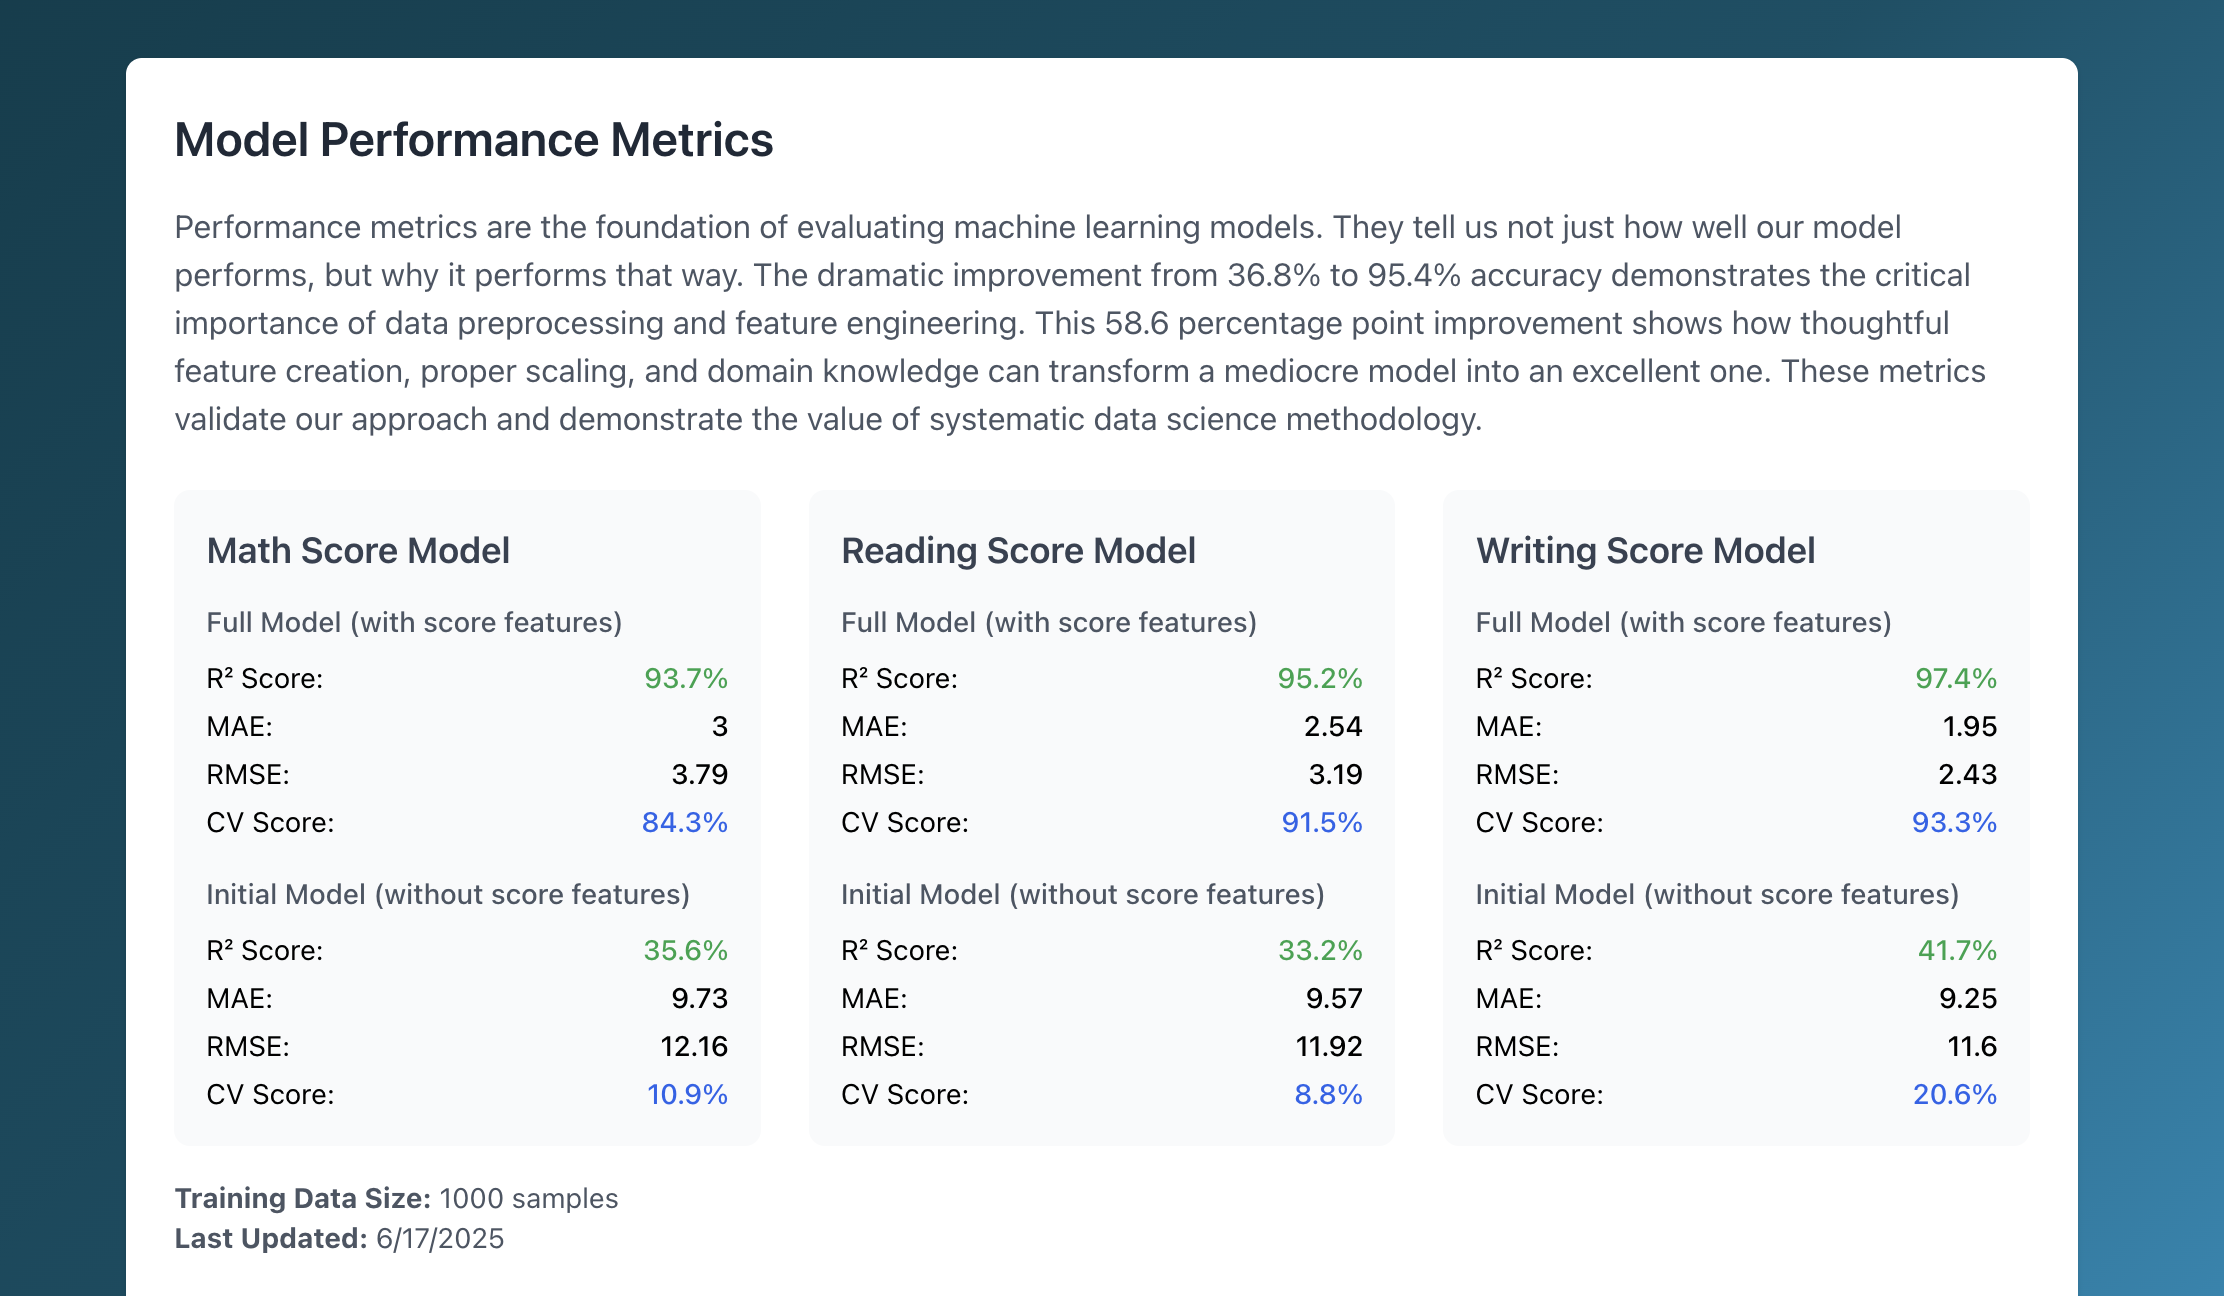 Model Performance Metrics
Performance metrics are the foundation of evaluating machine learning models. They tell us not just how well our model
performs, but why it performs that way. The dramatic improvement from 36.8% to 95.4% accuracy demonstrates the critical
importance of data preprocessing and feature engineering. This 58.6 percentage point improvement shows how thoughtful
feature creation, proper scaling, and domain knowledge can transform a mediocre model into an excellent one. These metrics
validate our approach and demonstrate the value of systematic data science methodology.
Math Score Model
Full Model (with score features)
R² Score: 93.7%
MAE: 3
RMSE: 3.79
CV Score: 84.3%
Initial Model (without score features)
R² Score: 35.6%
MAE: 9.73
RMSE: 12.16
CV Score: 10.9%
Reading Score Model
Full Model (with score features)
R² Score: 95.2%
MAE: 2.54
RMSE: 3.19
CV Score: 91.5%
Initial Model (without score features)
R² Score: 33.2%
MAE: 9.57
RMSE: 11.92
CV Score: 8.8%
Writing Score Model
Full Model (with score features)
R² Score: 97.4%
MAE: 1.95
RMSE: 2.43
CV Score: 93.3%
Initial Model (without score features)
R² Score: 41.7%
MAE: 9.25
RMSE: 11.6
CV Score: 20.6%
Training Data Size: 1000 samples
Last Updated: 6/17/2025